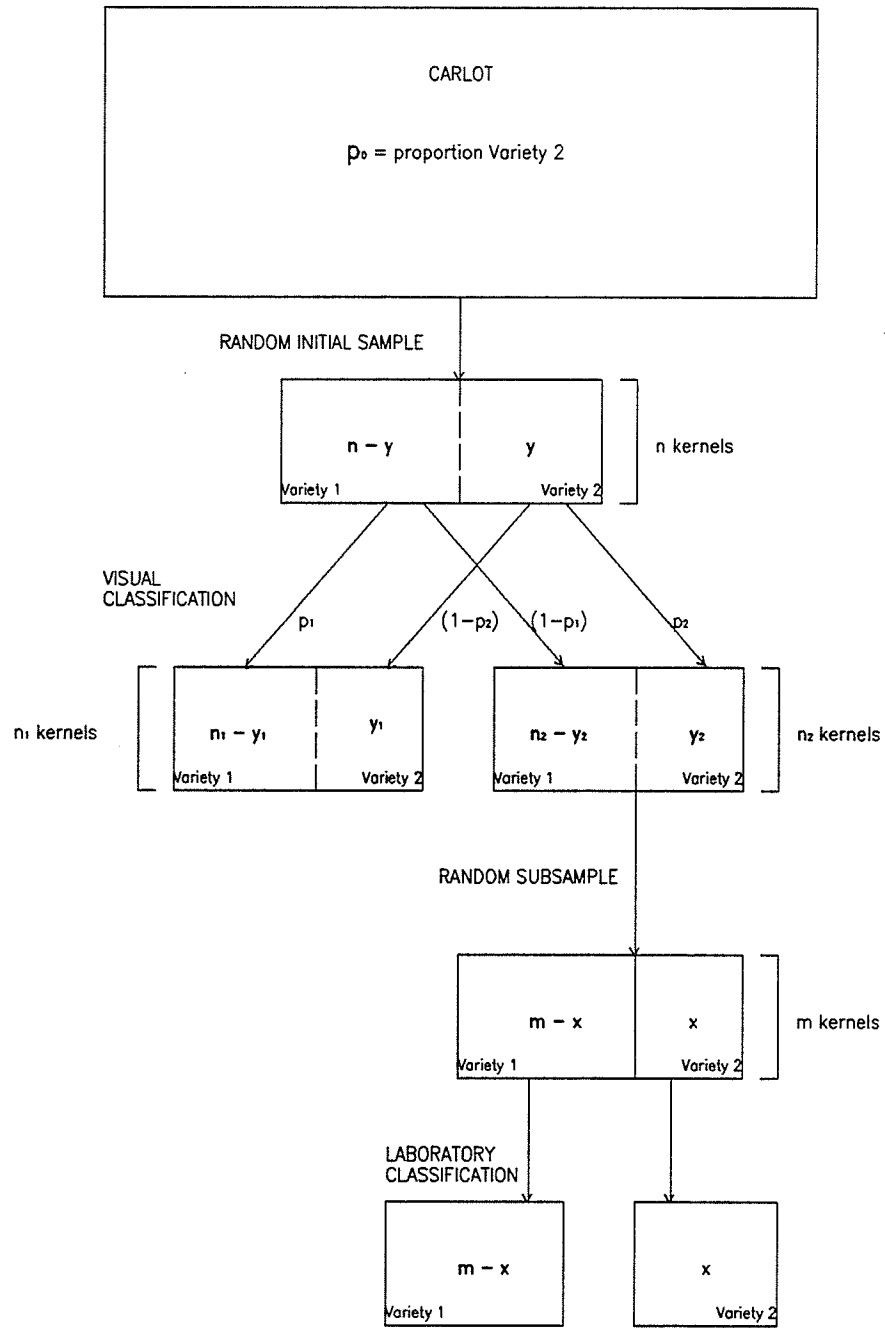 CARLOT
p₀ = proportion Variety 2
RANDOM INITIAL SAMPLE
n – y
y
n kernels
Variety 1
Variety 2
VISUAL
CLASSIFICATION
p₁
(1-p₂)
(1-p₁)
p₂
n₁ kernels
n₁ – y₁
y₁
n₂ – y₂
y₂
n₂ kernels
Variety 1
Variety 2
Variety 1
Variety 2
RANDOM SUBSAMPLE
m – x
x
m kernels
Variety 1
Variety 2
LABORATORY
CLASSIFICATION
m – x
x
Variety 1
Variety 2